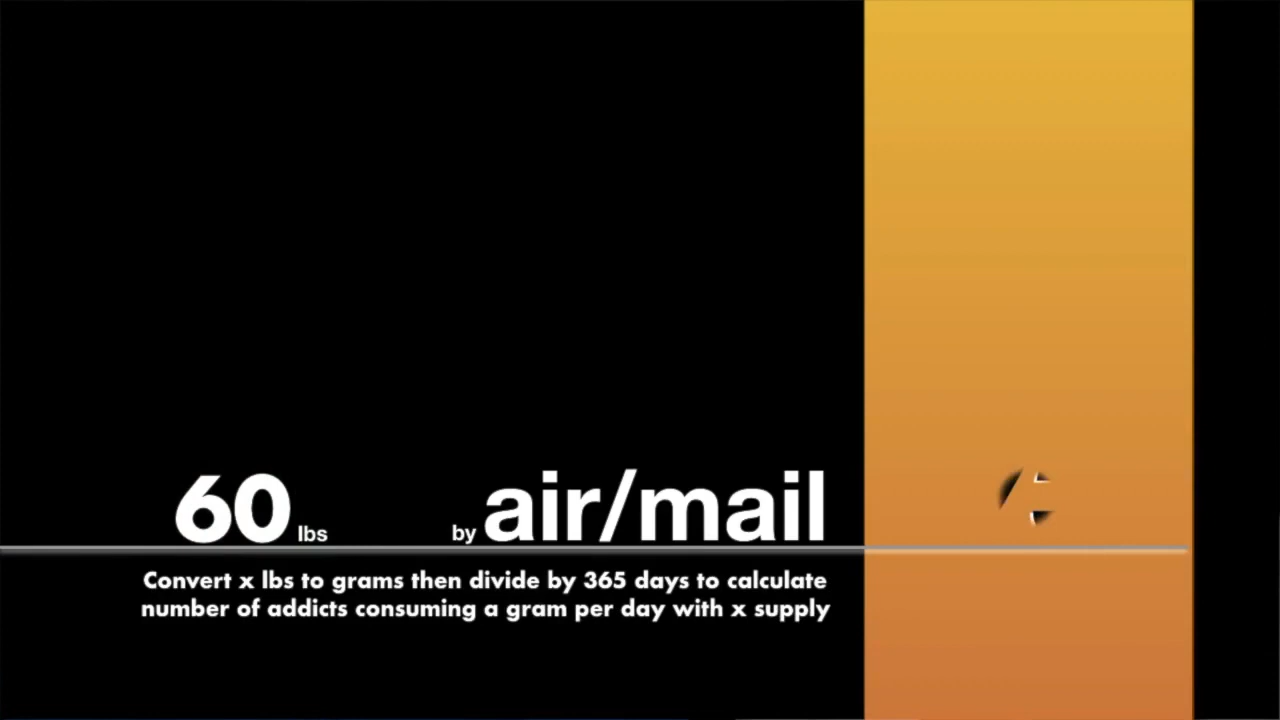 60 lbs by air/mail
Convert x lbs to grams then divide by 365 days to calculate
number of addicts consuming a gram per day with x supply